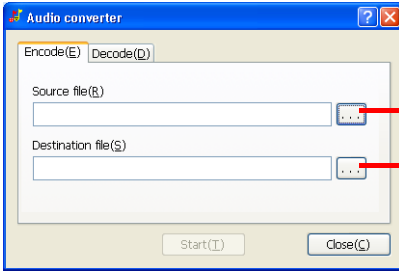 Audio converter
Encode(E) Decode(D)
Source file(R)
...
Destination file(S)
...
Start(T) Close(C)